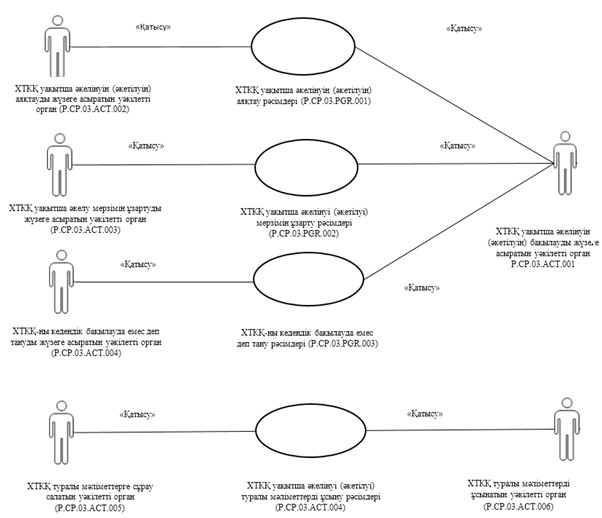 «Қатысу»
«Қатысу»
ХТКҚ уақытша әкелінуін (әкетілуін)
аяқтауды жүзеге асыратын уәкілетті
орган (P.CP.03.ACT.002)
ХТКҚ уақытша әкелінуін (әкетілуін)
аяқтау рәсімдері (P.CP.03.PGR.001)
«Қатысу»
«Қатысу»
ХТКҚ уақытша әкелу мерзімін ұзартуды
жүзеге асыратын уәкілетті орган
(P.CP.03.ACT.003)
ХТКҚ уақытша әкелінуі (әкетілуі)
мерзімін ұзарту рәсімдері
(P.CP.03.PGR.002)
ХТКҚ уақытша әкелінуін
(әкетілуін) бақылауды жүзеге
асыратын уәкілетті орган
P.CP.03.ACT.001
«Қатысу»
«Қатысу»
ХТКҚ-ны кедендік бақылауда емес деп
тануды жүзеге асыратын уәкілетті орган
(P.CP.03.ACT.004)
ХТКҚ-ны кедендік бақылауда емес
деп тану рәсімдері (P.CP.03.PGR.003)
«Қатысу»
«Қатысу»
ХТКҚ туралы мәліметтерге сұрау
салатын уәкілетті орган
(P.CP.03.ACT.005)
ХТКҚ уақытша әкелінуі (әкетілуі)
туралы мәліметтерді ұсыну рәсімдері
(P.CP.03.ACT.004)
ХТКҚ туралы мәліметтерді
ұсынатын уәкілетті орган
(P.CP.03.ACT.006)